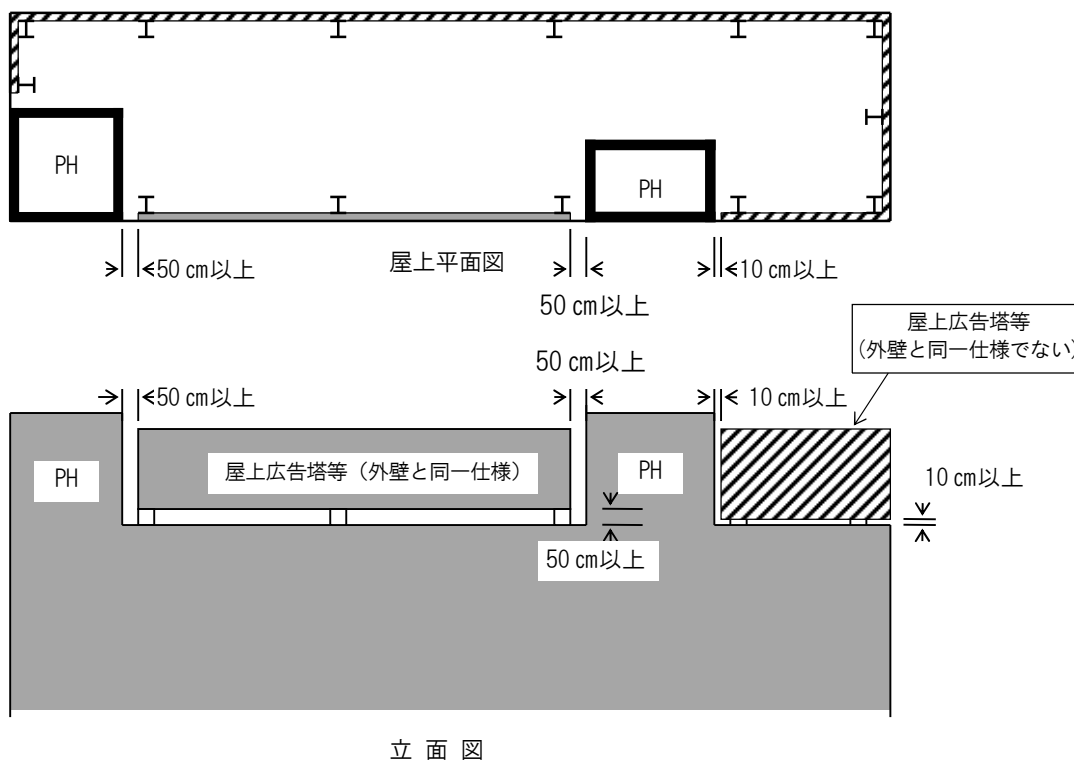 PH
PH
50 cm以上
屋上平面図
10 cm以上
50 cm以上
屋上広告塔等
(外壁と同一仕様でない)
50 cm以上
50 cm以上
10 cm以上
PH
屋上広告塔等（外壁と同一仕様）
PH
10 cm以上
50 cm以上
立 面 図